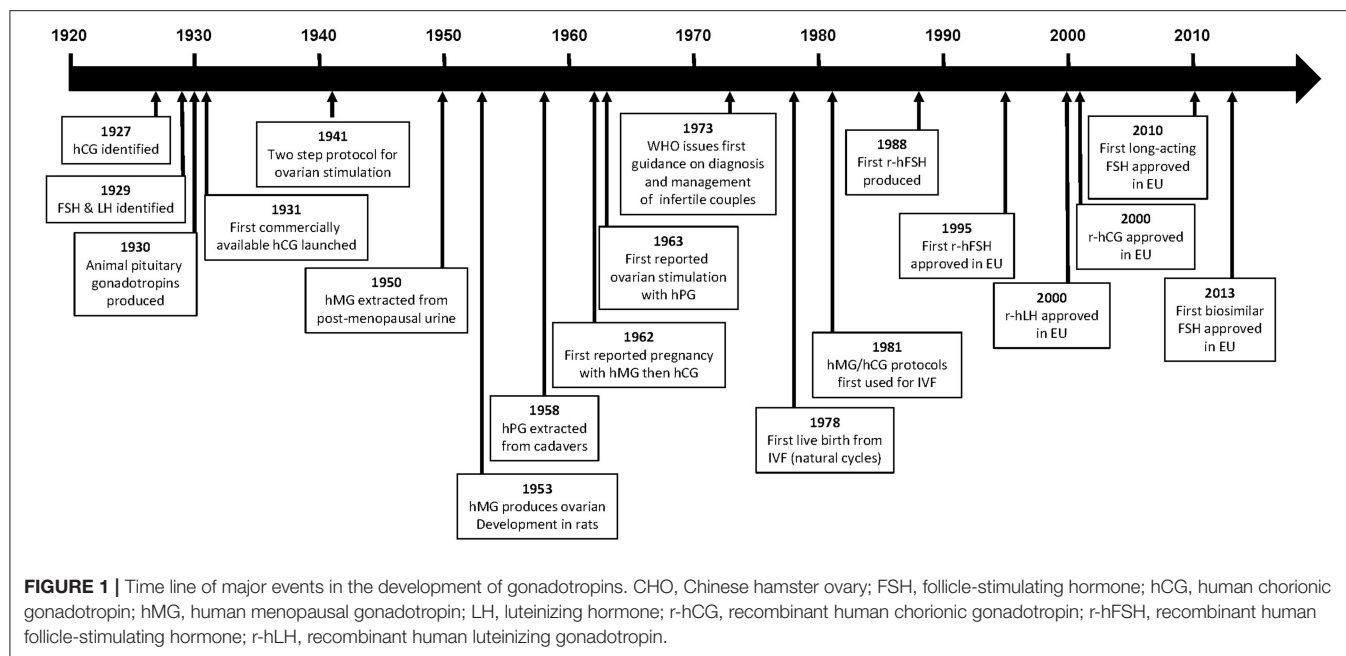 1920 1930 1940 1950 1960 1970 1980 1990 2000 2010
1927
hCG identified
1929
FSH & LH identified
1930
Animal pituitary
gonadotropins
produced
1931
First commercially
available hCG launched
1941
Two step protocol for
ovarian stimulation
1950
hMG extracted from
post-menopausal urine
1953
hMG produces ovarian
Development in rats
1958
hPG extracted
from cadavers
1962
First reported pregnancy
with hMG then hCG
1963
First reported
ovarian stimulation
with hPG
1973
WHO issues first
guidance on diagnosis
and management
of infertile couples
1978
First live birth from
IVF (natural cycles)
1981
hMG/hCG protocols
first used for IVF
1988
First r-hFSH
produced
1995
First r-hFSH
approved in EU
2000
r-hLH approved
in EU
2000
r-hCG approved
in EU
2010
First long-acting
FSH approved
in EU
2013
First biosimilar
FSH approved
in EU
FIGURE 1 | Time line of major events in the development of gonadotropins. CHO, Chinese hamster ovary; FSH, follicle-stimulating hormone; hCG, human chorionic
gonadotropin; hMG, human menopausal gonadotropin; LH, luteinizing hormone; r-hCG, recombinant human chorionic gonadotropin; r-hFSH, recombinant human
follicle-stimulating hormone; r-hLH, recombinant human luteinizing gonadotropin.